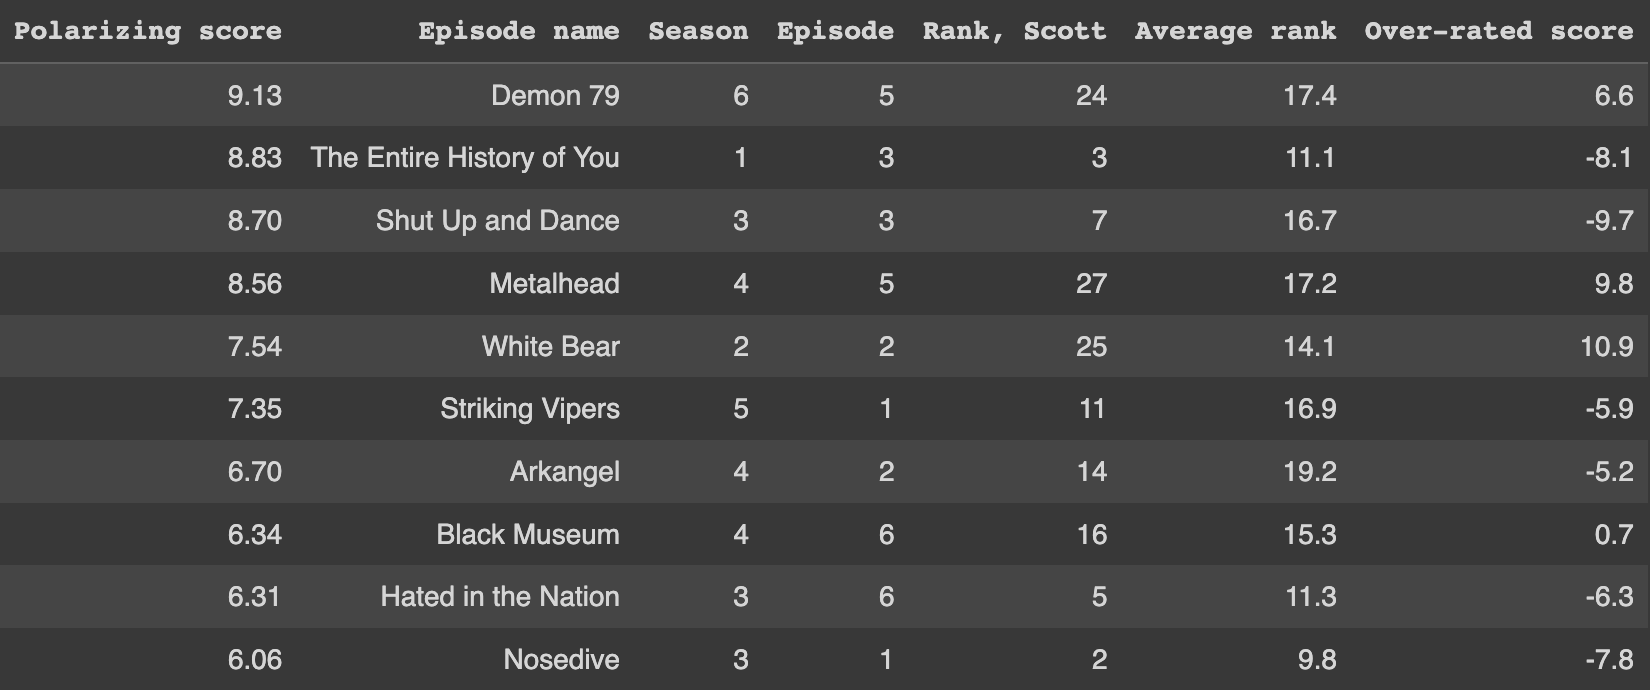 Polarizing score Episode name Season Episode Rank, Scott Average rank Over-rated score
9.13 Demon 79 6 5 24 17.4 6.6
8.83 The Entire History of You 1 3 3 11.1 -8.1
8.70 Shut Up and Dance 3 3 7 16.7 -9.7
8.56 Metalhead 4 5 27 17.2 9.8
7.54 White Bear 2 2 25 14.1 10.9
7.35 Striking Vipers 5 1 11 16.9 -5.9
6.70 Arkangel 4 2 14 19.2 -5.2
6.34 Black Museum 4 6 16 15.3 0.7
6.31 Hated in the Nation 3 6 5 11.3 -6.3
6.06 Nosedive 3 1 2 9.8 -7.8